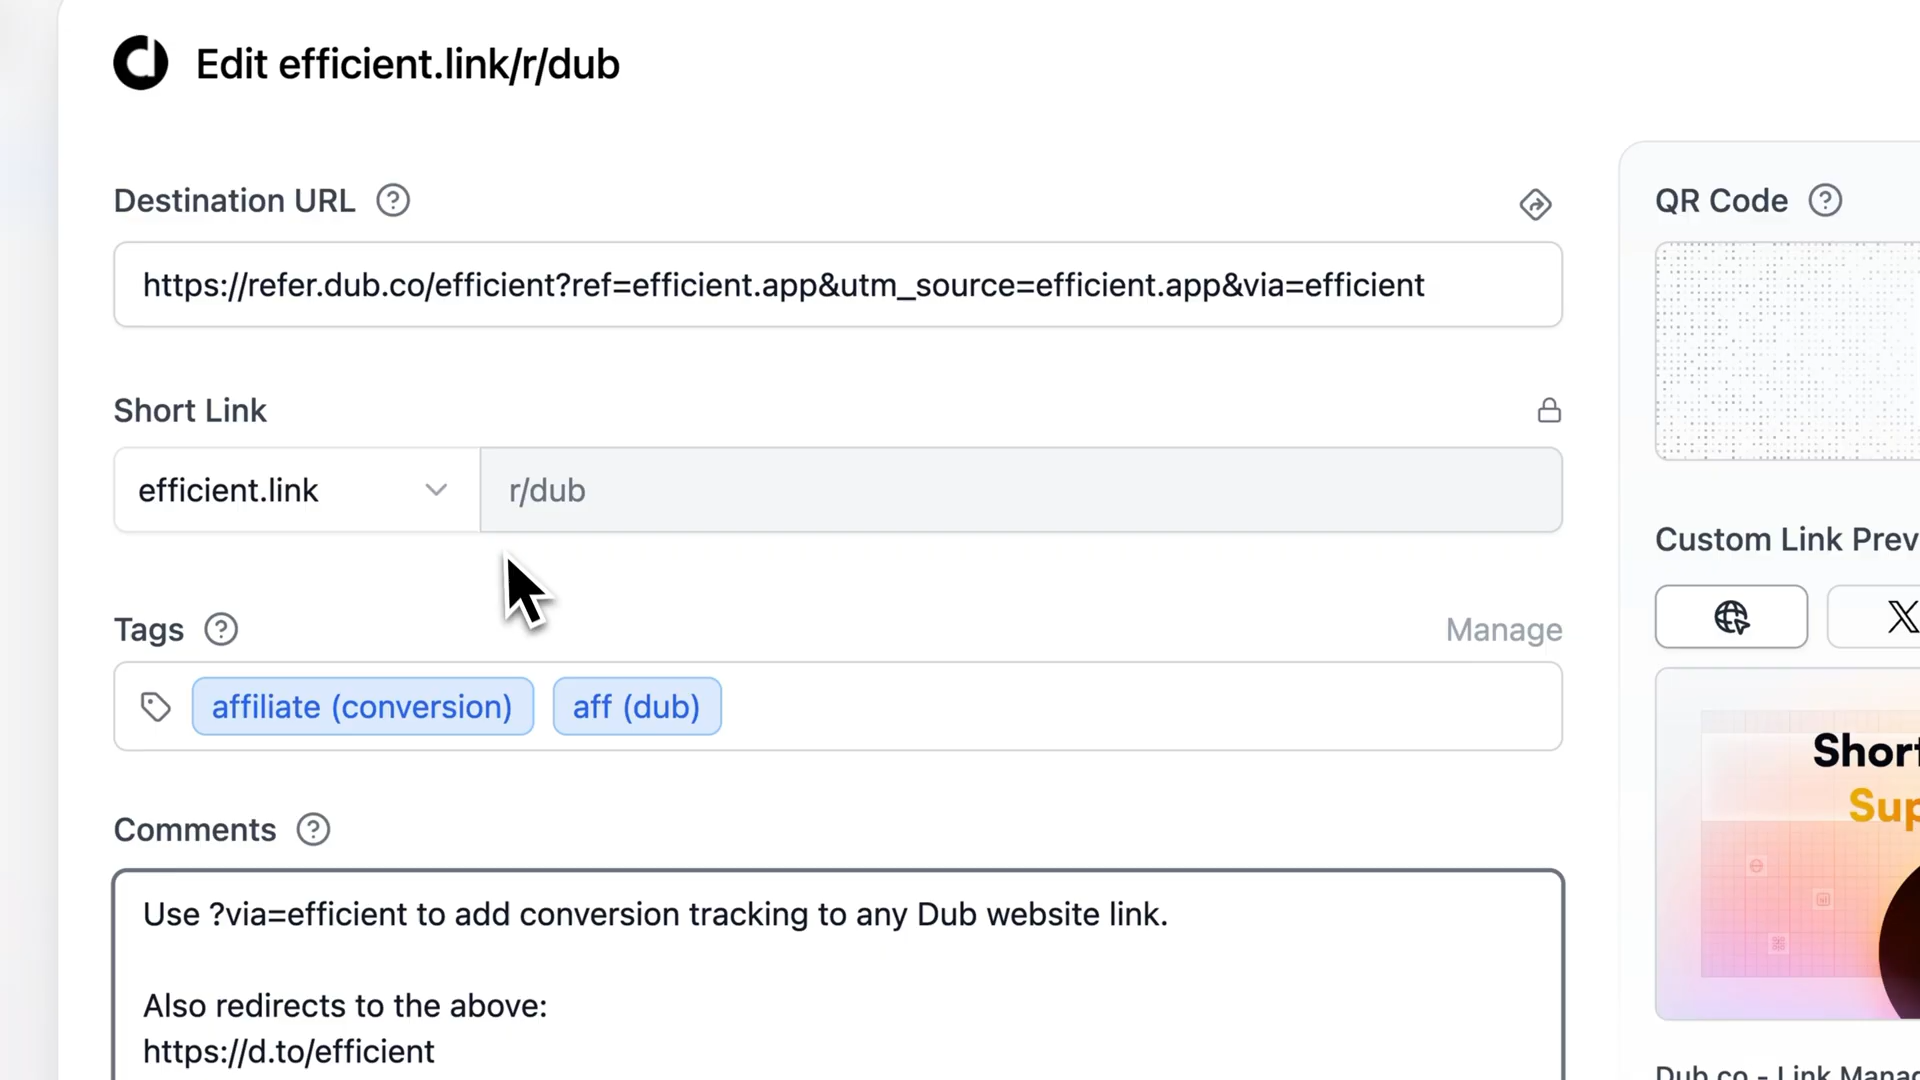 Edit efficient.link/r/dub
Destination URL
https://refer.dub.co/efficient?ref=efficient.app&utm_source=efficient.app&via=efficient
Short Link
efficient.link
r/dub
Tags
Manage
affiliate (conversion)
aff (dub)
Comments
Use ?via=efficient to add conversion tracking to any Dub website link.
Also redirects to the above:
https://d.to/efficient
QR Code
Custom Link Prev
Short
Sup
Dub.co - Link Manag